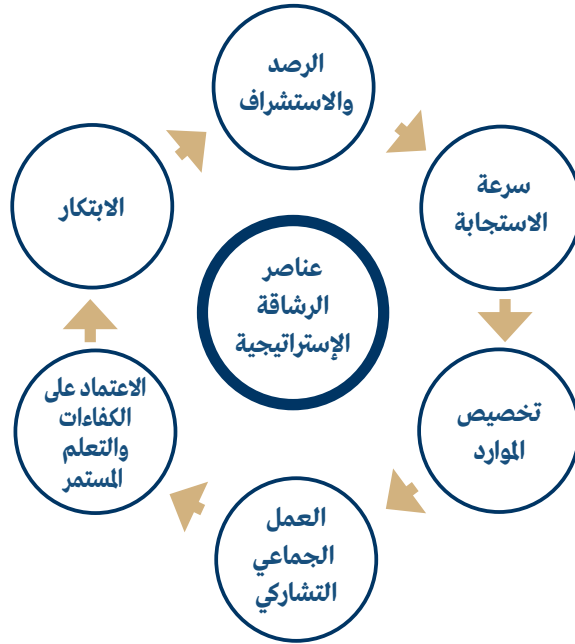 الرصد
والاستشراف
سرعة
الاستجابة
تخصيص
الموارد
العمل
الجماعي
التشاركي
الاعتماد على
الكفاءات
والتعلم
المستمر
الابتكار
عناصر
الرشاقة
الإستراتيجية